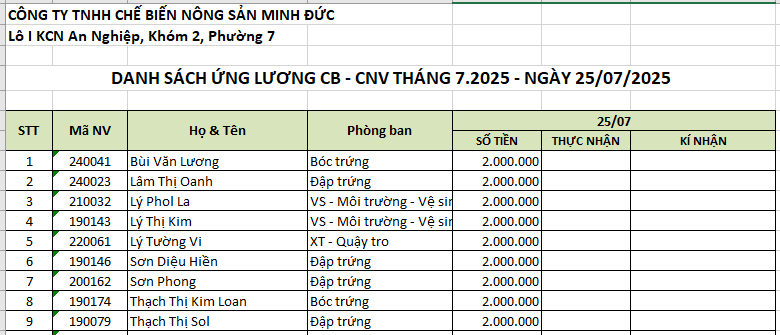 CÔNG TY TNHH CHẾ BIẾN NÔNG SẢN MINH ĐỨC
Lô I KCN An Nghiệp, Khóm 2, Phường 7
DANH SÁCH ỨNG LƯƠNG CB - CNV THÁNG 7.2025 - NGÀY 25/07/2025
STT Mã NV Họ & Tên Phòng ban 25/07
SỐ TIỀN THỰC NHẬN KÍ NHẬN
1 240041 Bùi Văn Lương Bóc trứng 2.000.000
2 240023 Lâm Thị Oanh Đập trứng 2.000.000
3 210032 Lý Phol La VS - Môi trường - Vệ sin 2.000.000
4 190143 Lý Thị Kim VS - Môi trường - Vệ sin 2.000.000
5 220061 Lý Tường Vi XT - Quậy tro 2.000.000
6 190146 Sơn Diệu Hiền Đập trứng 2.000.000
7 200162 Sơn Phong Đập trứng 2.000.000
8 190174 Thạch Thị Kim Loan Bóc trứng 2.000.000
9 190079 Thạch Thị Sol Đập trứng 2.000.000